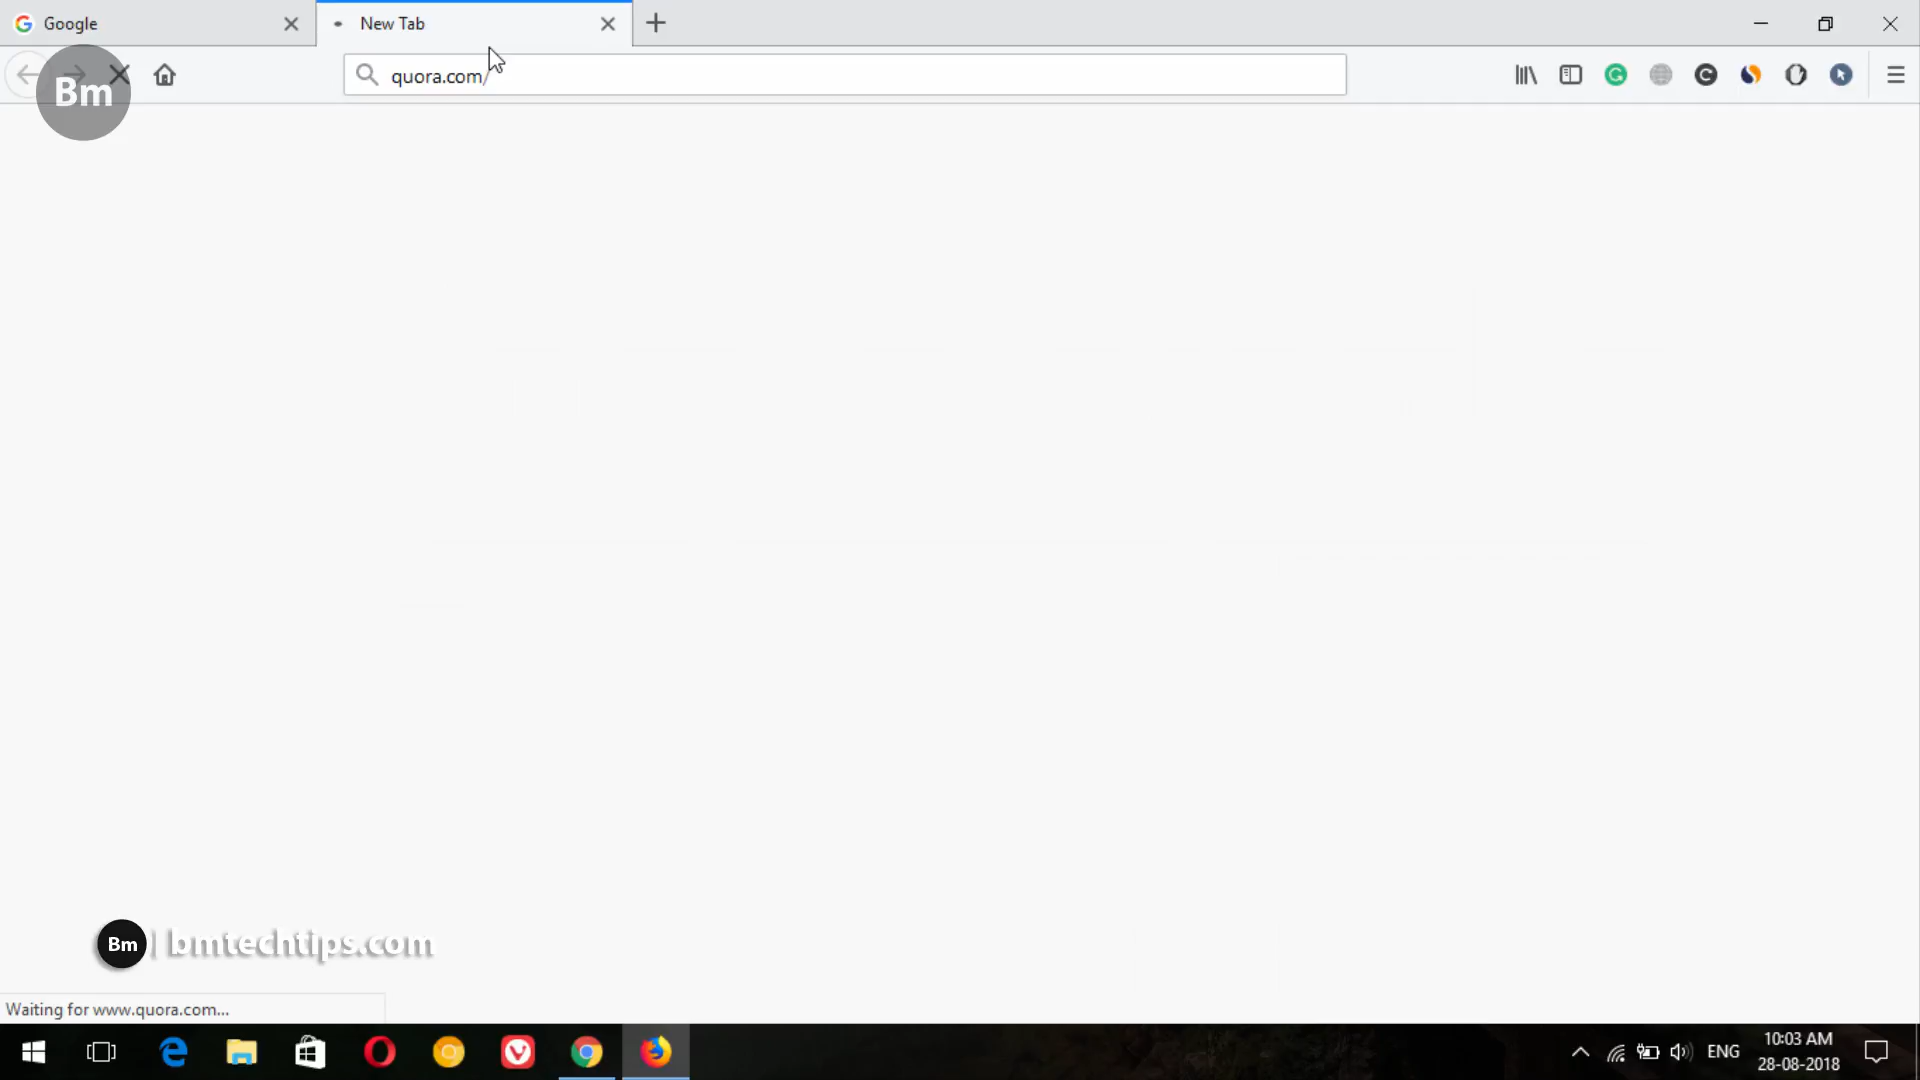 Google
New Tab
Bm
quora.com/
Bm | bmtechtips.com
Waiting for www.quora.com...
ENG
10:03 AM
28-08-2018